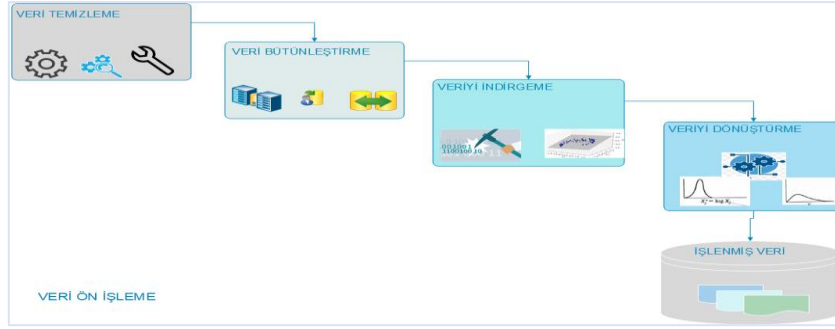 VERİ TEMİZLEME
VERİ BÜTÜNLEŞTİRME
VERİYİ İNDİRGEME
VERİYİ DÖNÜŞTÜRME
İŞLENMİŞ VERİ
VERİ ÖN İŞLEME